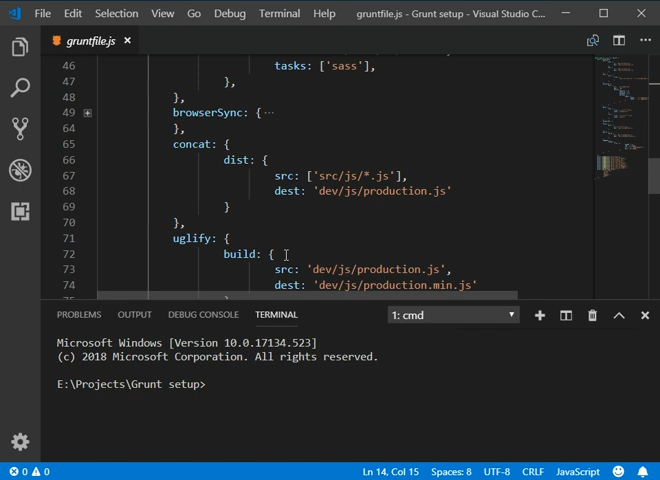 File Edit Selection View Go Debug Terminal Help gruntfile.js - Grunt setup - Visual Studio C...
gruntfile.js
46 tasks: ['sass'],
47 },
48 },
49 browserSync: {...
64 },
65 concat: {
66 dist: {
67 src: ['src/js/*.js'],
68 dest: 'dev/js/production.js'
69 }
70 },
71 uglify: {
72 build: {
73 src: 'dev/js/production.js',
74 dest: 'dev/js/production.min.js'
PROBLEMS OUTPUT DEBUG CONSOLE TERMINAL 1: cmd
Microsoft Windows [Version 10.0.17134.523]
(c) 2018 Microsoft Corporation. All rights reserved.
E:\Projects\Grunt setup>
0 0 Ln 14, Col 15 Spaces: 8 UTF-8 CRLF JavaScript